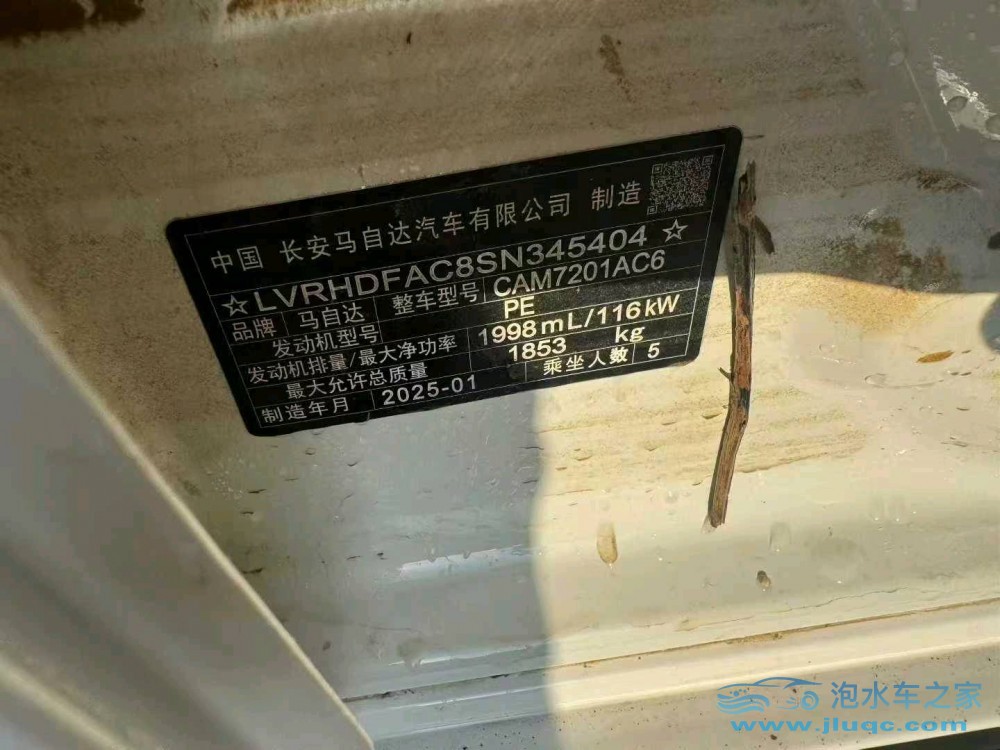 中国 长安马自达汽车有限公司 制造
☆LVRHDFAC8SN345404☆
品牌 马自达 整车型号 CAM7201AC6
发动机型号 PE
发动机排量/最大净功率 1998mL/116kW
最大允许总质量 1853 kg
制造年月 2025-01 乘坐人数 5
泡水车之家
www.jluqc.com